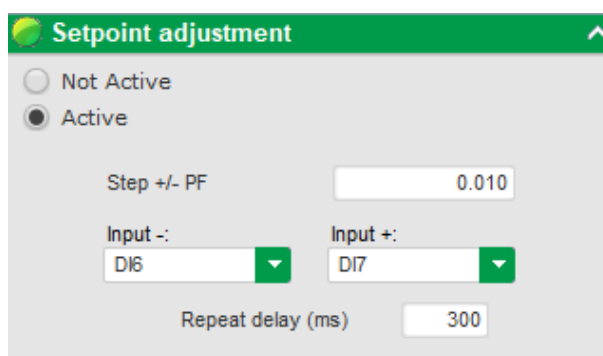 Setpoint adjustment
Not Active
Active
Step +/- PF 0.010
Input -: Input +:
DI6 DI7
Repeat delay (ms) 300